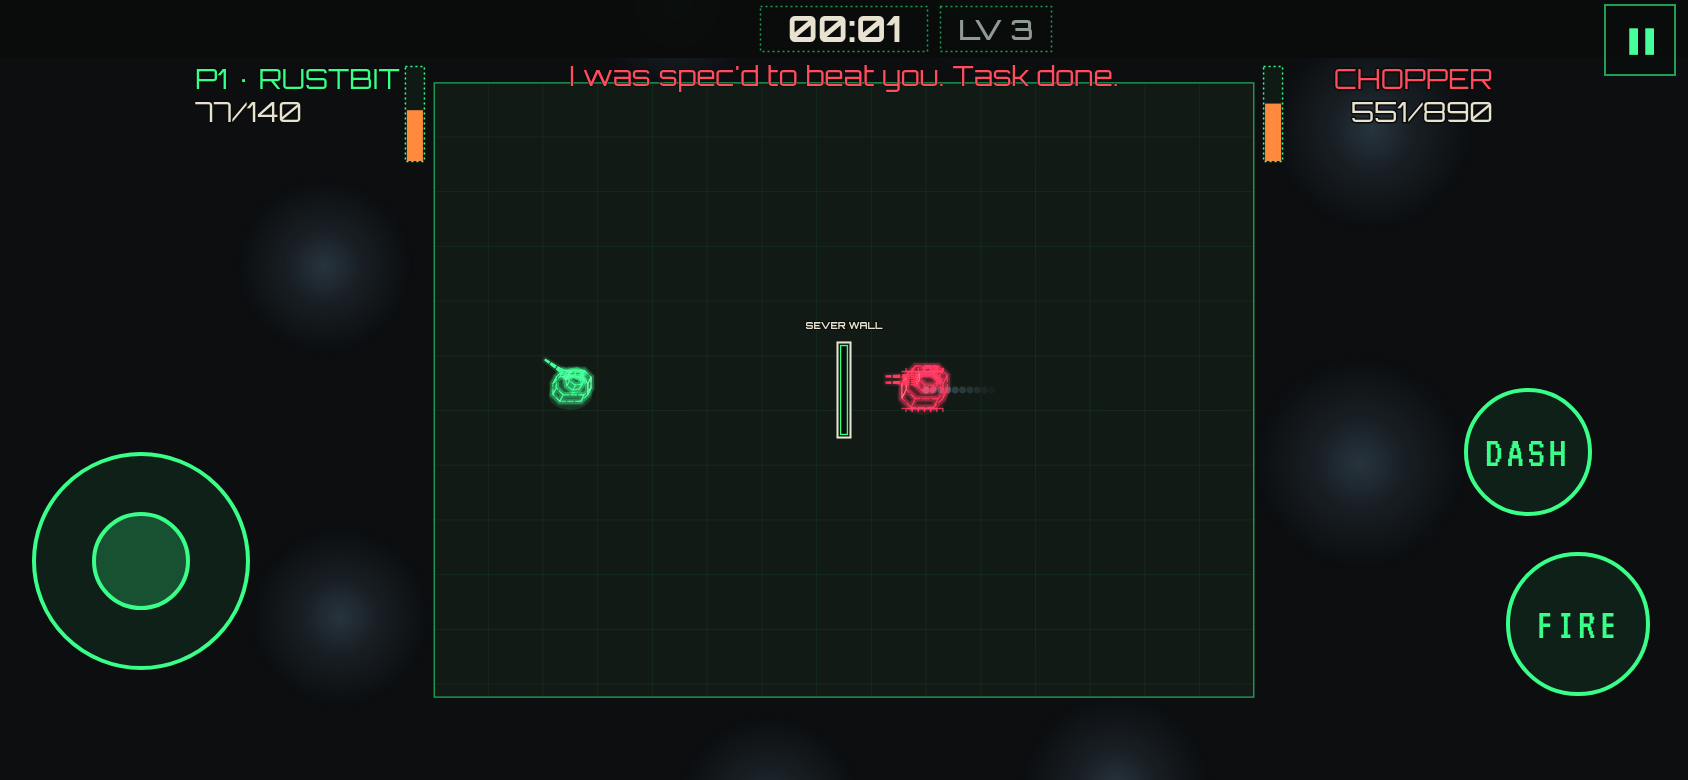 00:01
LV 3
P1 · RUSTBIT
77/140
I was spec'd to beat you. Task done.
CHOPPER
551/890
SEVER WALL
DASH
FIRE